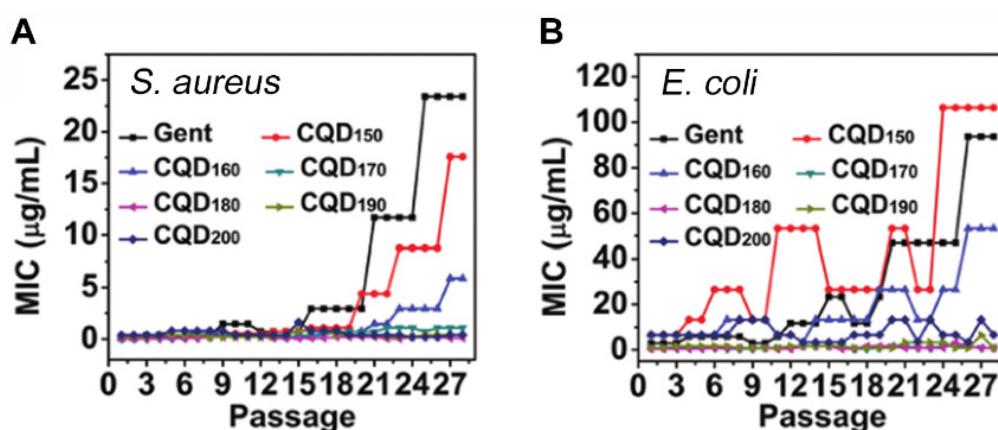 A
S. aureus
MIC (µg/mL)
25
20
15
10
5
0
Gent
CQD150
CQD160
CQD170
CQD180
CQD190
CQD200
0 3 6 9 12 15 18 21 24 27
Passage
B
E. coli
MIC (µg/mL)
120
100
80
60
40
20
0
Gent
CQD150
CQD160
CQD170
CQD180
CQD190
CQD200
0 3 6 9 12 15 18 21 24 27
Passage